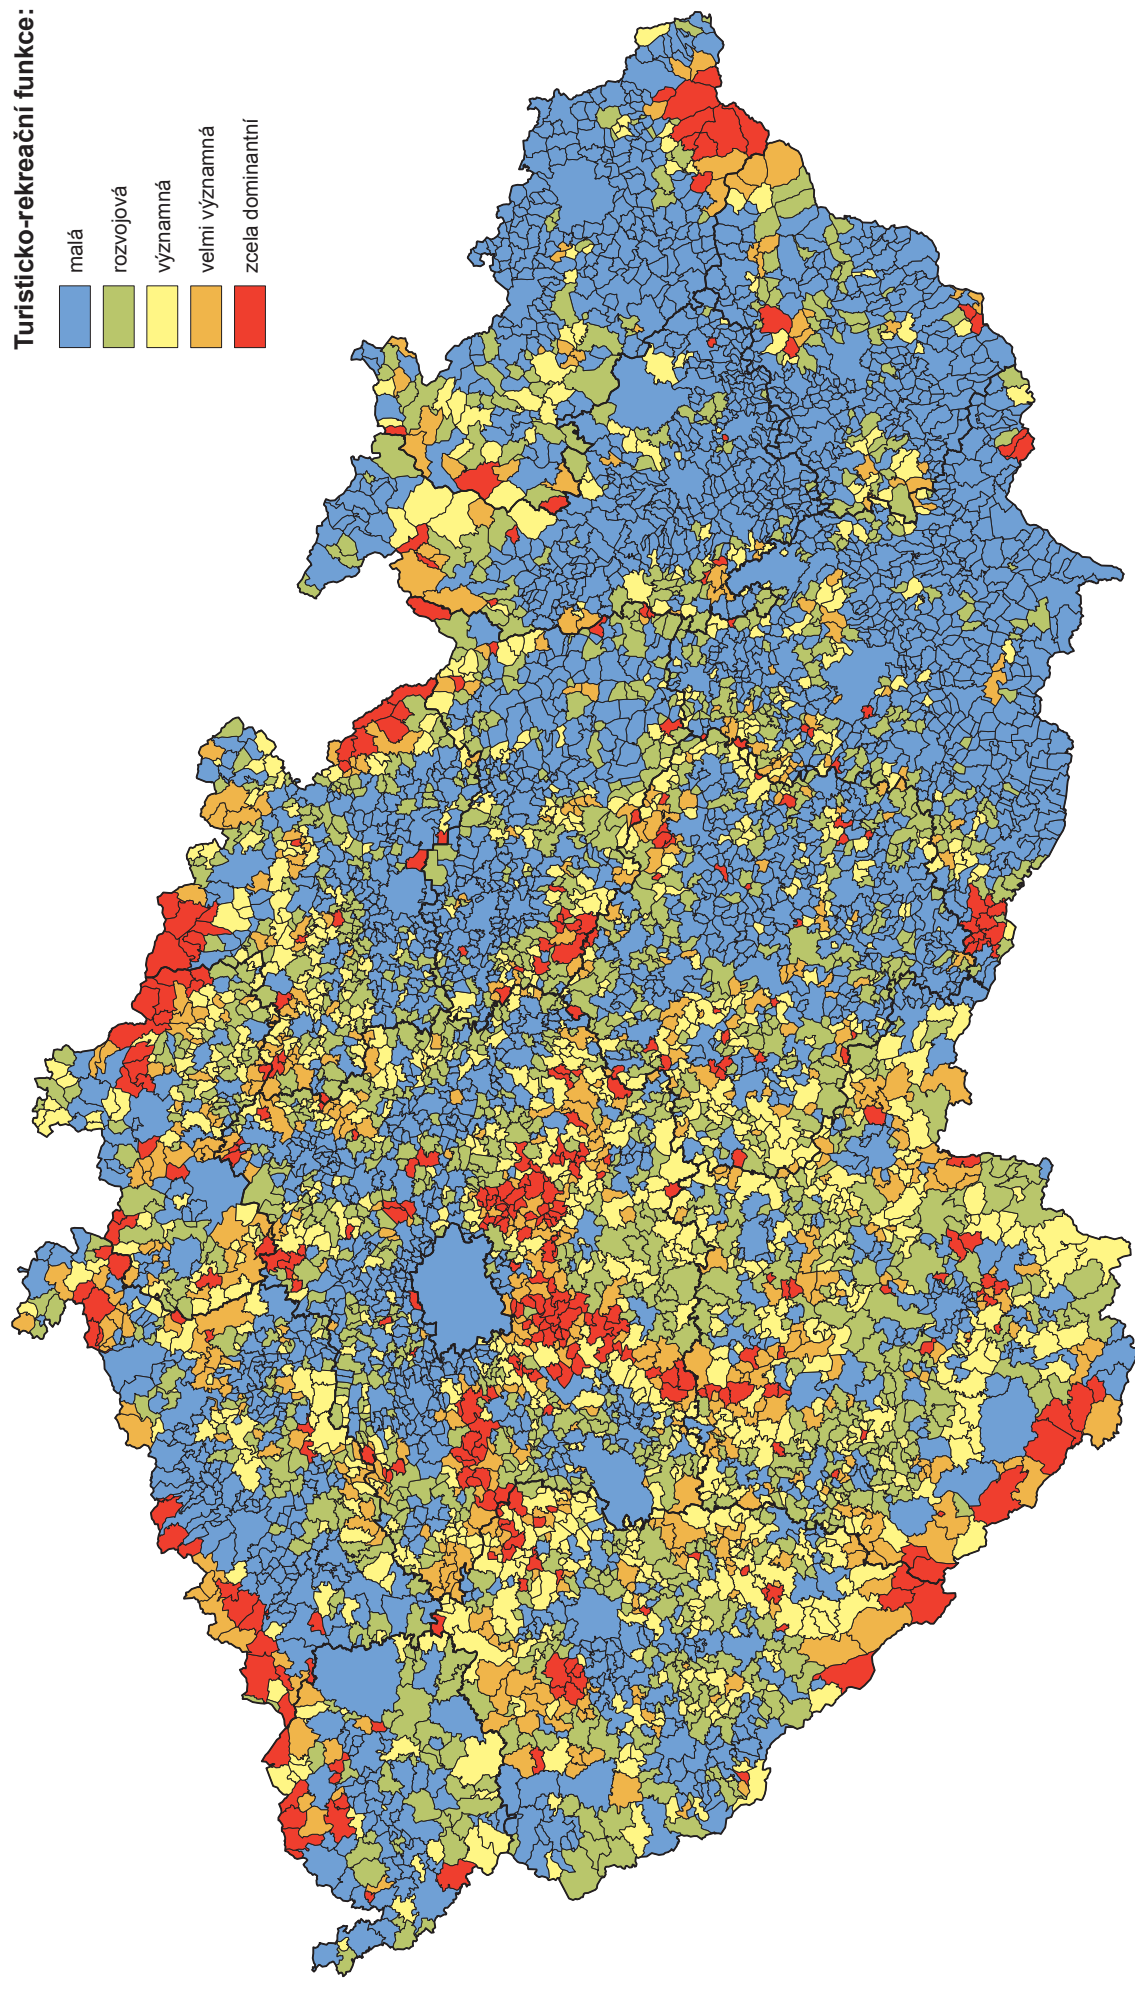 Turisticko-rekreační funkce:
malá
rozvojová
významná
velmi významná
zcela dominantní